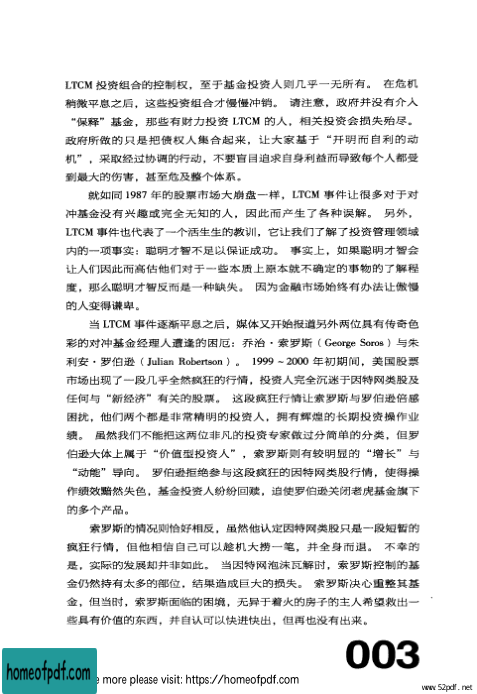 LTCM 投资组合的控制权，至于基金投资人则几乎一无所有。 在危机
稍微平息之后，这些投资组合才慢慢冲销。 请注意，政府并没有介入
“保释”基金，那些有财力投资 LTCM 的人，相关投资会损失殆尽。
政府所做的只是把债权人集合起来，让大家基于“开明而自利的动
机”，采取经过协调的行动，不要盲目追求自身利益而导致每个人都受
到最大的伤害，甚至危及整个体系。
就如同 1987 年的股票市场大崩盘一样，LTCM 事件让很多对于对
冲基金没有兴趣或完全无知的人，因此而产生了各种误解。 另外，
LTCM 事件也代表了一个活生生的教训，它让我们了解了投资管理领域
内的一项事实：聪明才智不足以保证成功。 事实上，如果聪明才智会
让人们因此而高估他们对于一些本质上原本就不确定的事物的了解程
度，那么聪明才智反而是一种缺失。 因为金融市场始终有办法让傲慢
的人变得谦卑。
当 LTCM 事件逐渐平息之后，媒体又开始报道另外两位具有传奇色
彩的对冲基金经理人遭逢的困厄：乔治·索罗斯（George Soros）与朱
利安·罗伯逊（Julian Robertson）。 1999～2000 年初期间，美国股票
市场出现了一段几乎全然疯狂的行情，投资人完全沉迷于因特网类股及
任何与“新经济”有关的股票。 这段疯狂行情让索罗斯与罗伯逊倍感
困扰，他们两个都是非常精明的投资人，拥有辉煌的长期投资操作业
绩。 虽然我们不能把这两位非凡的投资专家做过分简单的分类，但罗
伯逊大体上属于“价值型投资人”，索罗斯则有较明显的“增长”与
“动能”导向。 罗伯逊拒绝参与这段疯狂的因特网类股行情，使得操
作绩效黯然失色，基金投资人纷纷回赎，迫使罗伯逊关闭老虎基金旗下
的多个产品。
索罗斯的情况则恰好相反，虽然他认定因特网类股只是一段短暂的
疯狂行情，但他相信自己可以趁机大捞一笔，并全身而退。 不幸的
是，实际的发展却并非如此。 当因特网泡沫瓦解时，索罗斯控制的基
金仍然持有太多的部位，结果造成巨大的损失。 索罗斯决心重整其基
金，但当时，索罗斯面临的困境，无异于着火的房子的主人希望救出一
些具有价值的东西，并自认可以快进快出，但再也没有出来。
003
homeofpdf.com
e more please visit: https://homeofpdf.com
www.52pdf.net